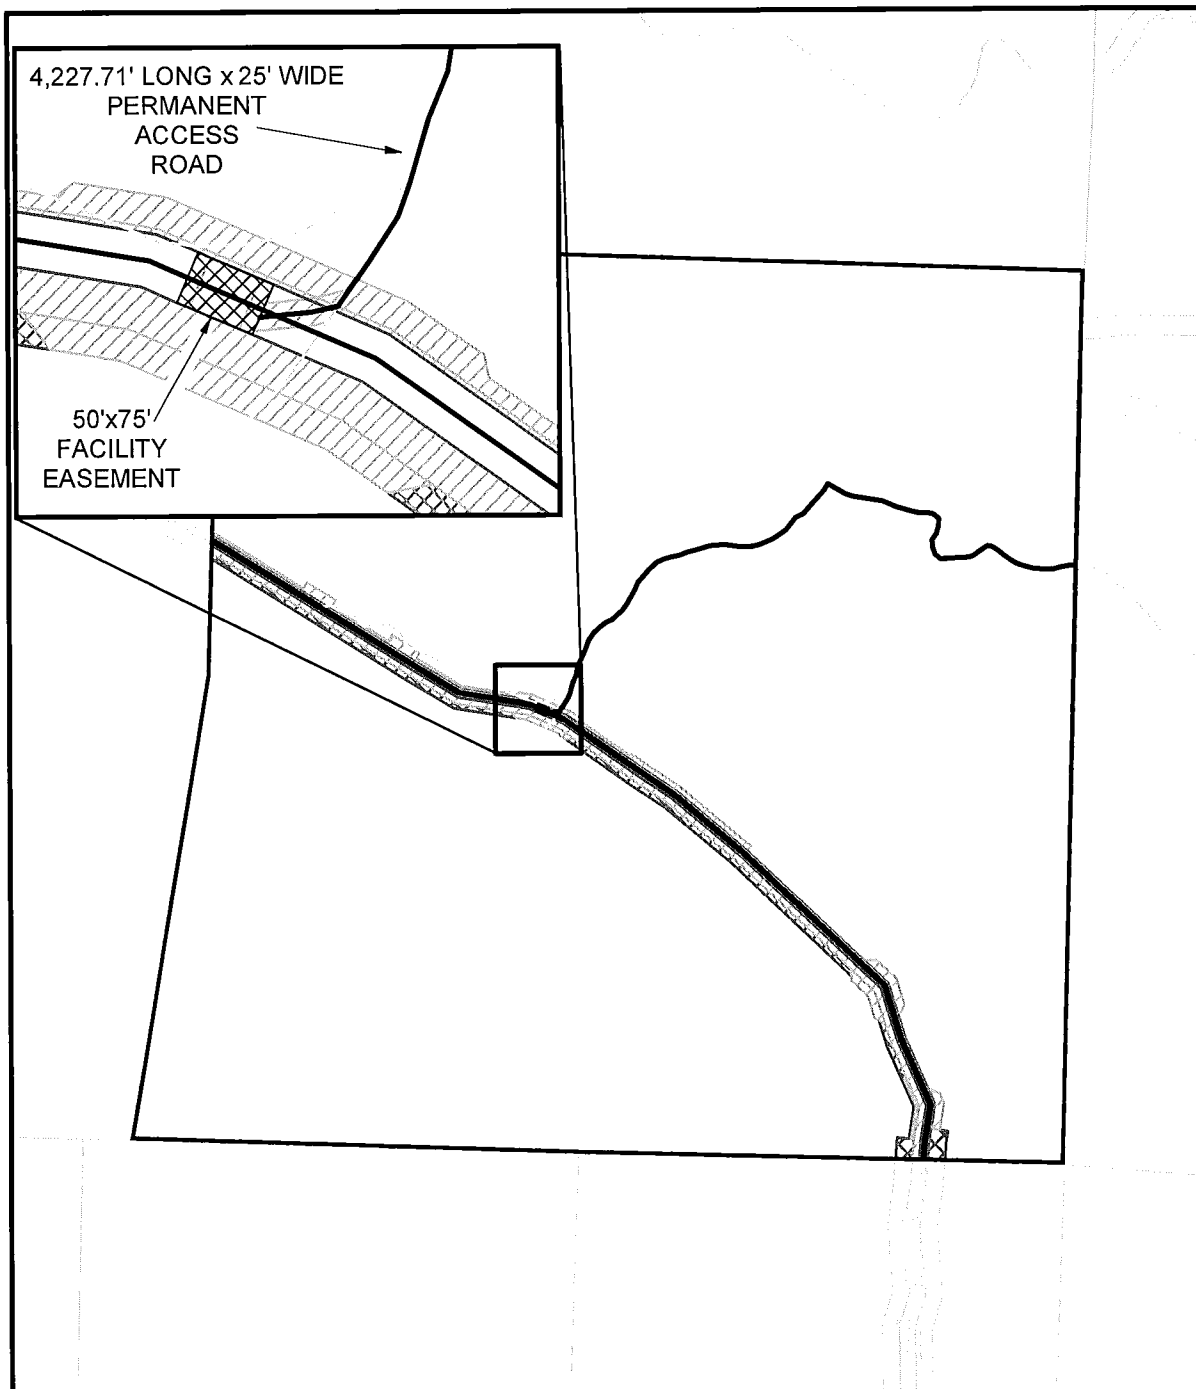 4,227.71' LONG x 25' WIDE
PERMANENT
ACCESS
ROAD
50'x75'
FACILITY
EASEMENT